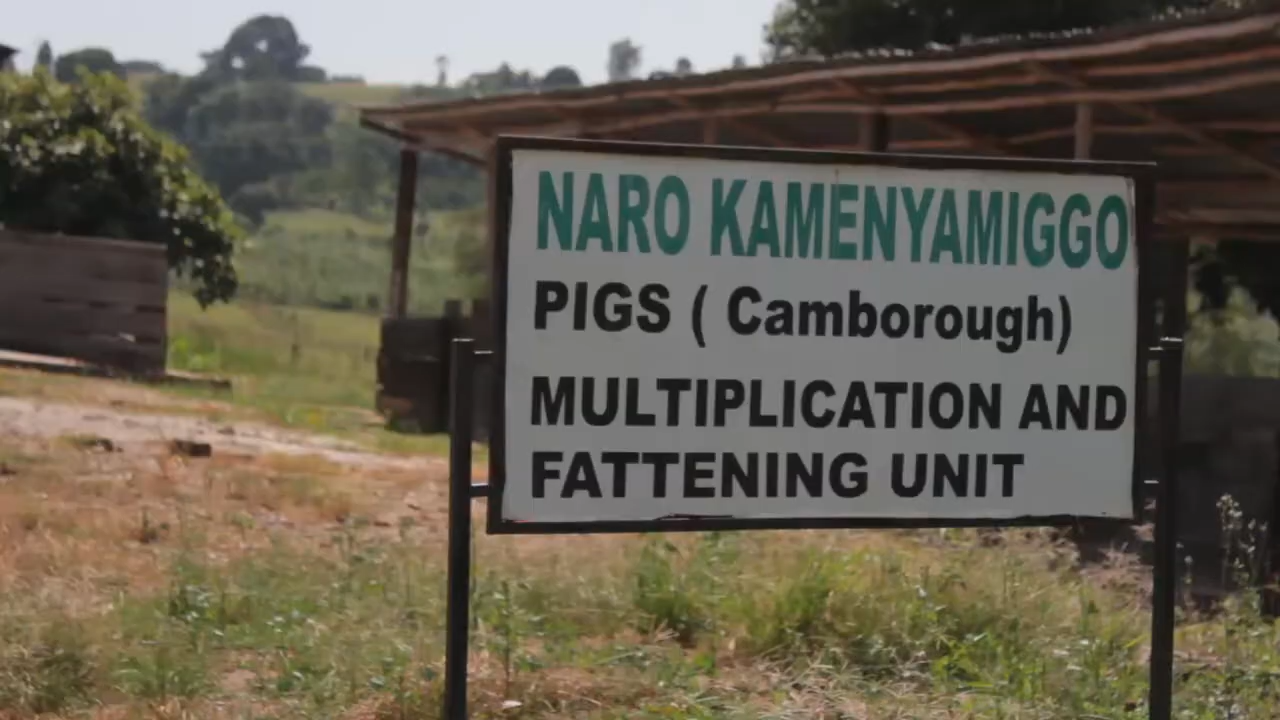 NARO KAMENYAMIGGO
PIGS ( Camborough)
MULTIPLICATION AND
FATTENING UNIT